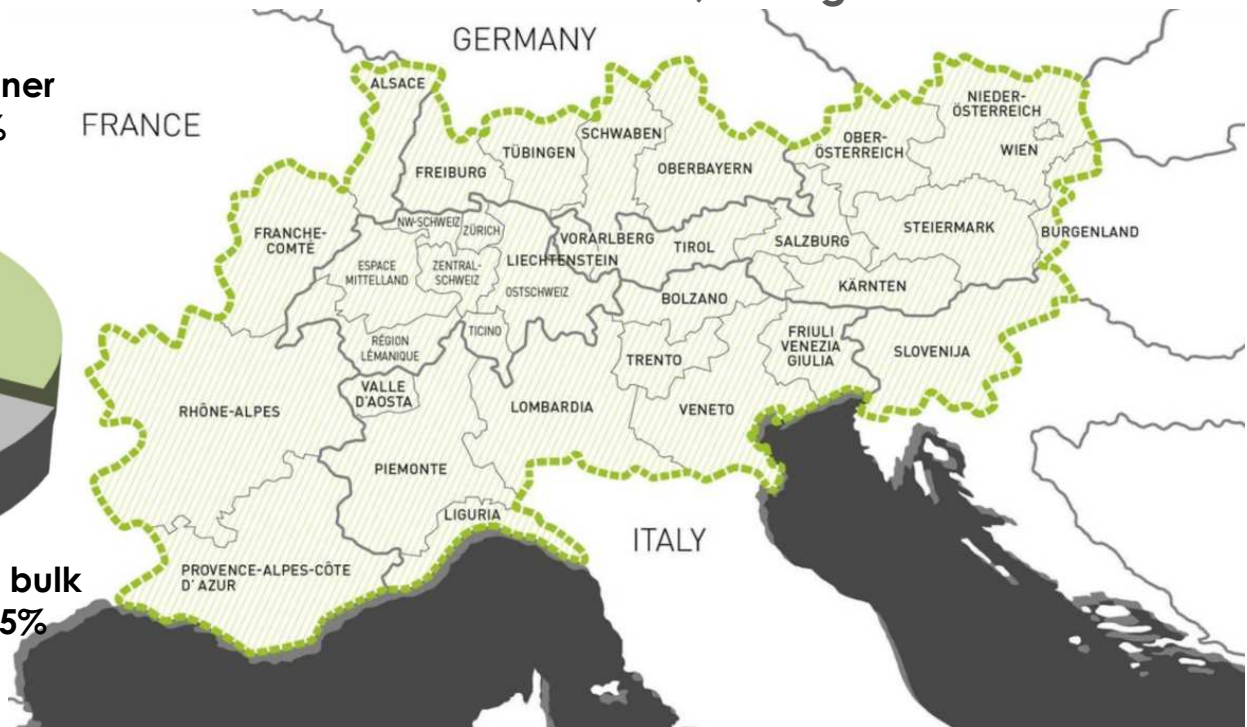 GERMANY
ner
%
FRANCE
ALSACE
NIEDER-
ÖSTERREICH
WIEN
OBER-
ÖSTERREICH
SCHWABEN
TÜBINGEN
OBERBAYERN
FREIBURG
FRANCHE-
COMTÉ
NW-SCHWEIZ
ZÜRICH
VORARLBERG
TIROL
SALZBURG
STEIERMARK
BURGENLAND
LIECHTENSTEIN
ESPACE
MITTELLAND
ZENTRAL-
SCHWEIZ
OSTSCHWEIZ
KÄRNTEN
BOLZANO
TICINO
RÉGION
LÉMANIQUE
FRIULI
VENEZIA
GIULIA
SLOVENIJA
TRENTO
VALLE
D'AOSTA
RHÔNE-ALPES
LOMBARDIA
VENETO
PIEMONTE
LIGURIA
ITALY
PROVENCE-ALPES-CÔTE
D' AZUR
bulk
5%